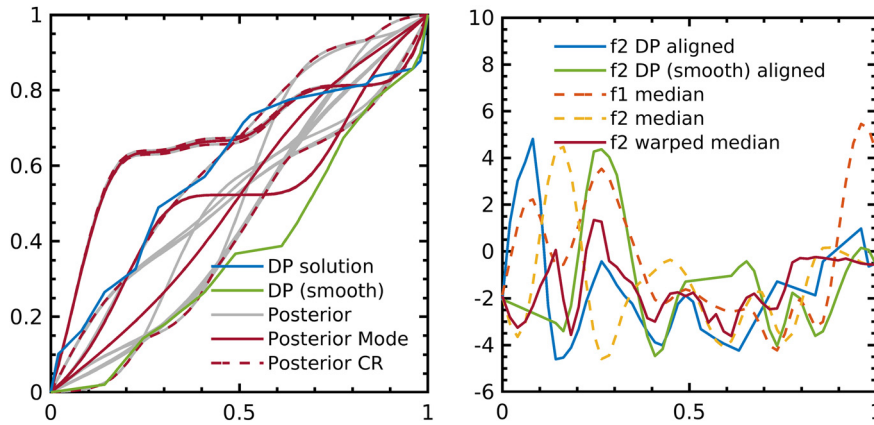 1
0.8
0.6
0.4
0.2
0
0
0.5
1
DP solution
DP (smooth)
Posterior
Posterior Mode
Posterior CR
10
8
6
4
2
0
-2
-4
-6
0
0.5
1
f2 DP aligned
f2 DP (smooth) aligned
f1 median
f2 median
f2 warped median